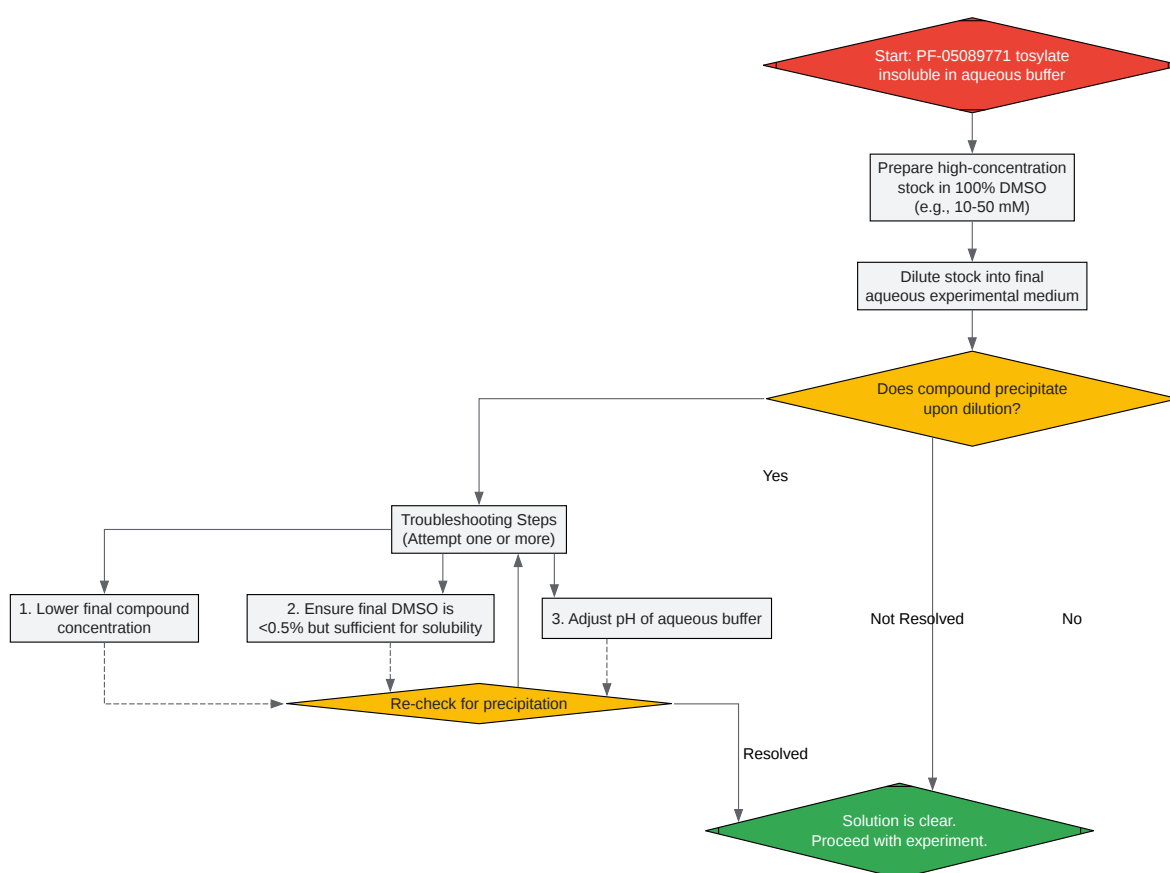 Start: PF-05089771 tosylate
insoluble in aqueous buffer
Prepare high-concentration
stock in 100% DMSO
(e.g., 10-50 mM)
Dilute stock into final
aqueous experimental medium
Does compound precipitate
upon dilution?
Yes
Troubleshooting Steps
(Attempt one or more)
1. Lower final compound
concentration
2. Ensure final DMSO is
<0.5% but sufficient for solubility
3. Adjust pH of aqueous buffer
Not Resolved
No
Re-check for precipitation
Resolved
Solution is clear.
Proceed with experiment.